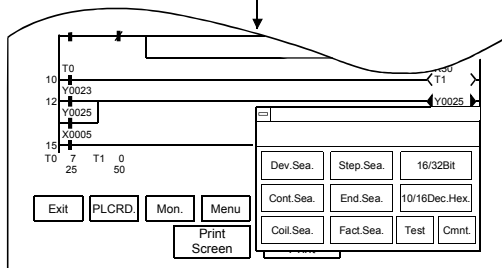 T0
10
T1
Y0023
12
Y0025
Y0025
X0005
15
T0 7 T1 0
25 50
Dev.Sea. Step.Sea. 16/32Bit
Cont.Sea. End.Sea. 10/16Dec.Hex.
Coil.Sea. Fact.Sea. Test Cmnt.
Exit PLCRD. Mon. Menu
Print
Screen